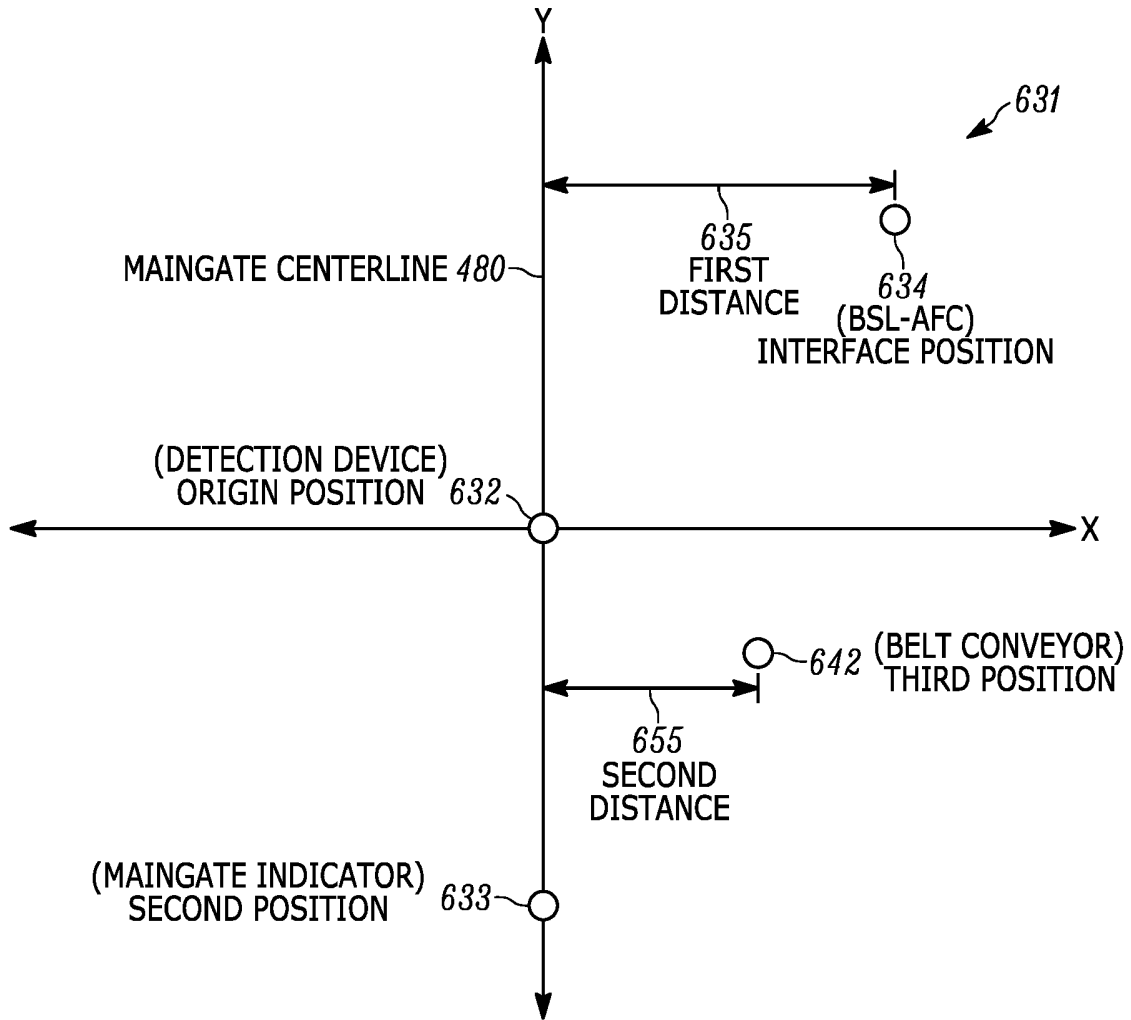 Y
631
635
FIRST
DISTANCE
MAINGATE CENTERLINE 480
634
(BSL-AFC)
INTERFACE POSITION
(DETECTION DEVICE)
ORIGIN POSITION 632
X
642 (BELT CONVEYOR)
THIRD POSITION
655
SECOND
DISTANCE
(MAINGATE INDICATOR)
SECOND POSITION 633